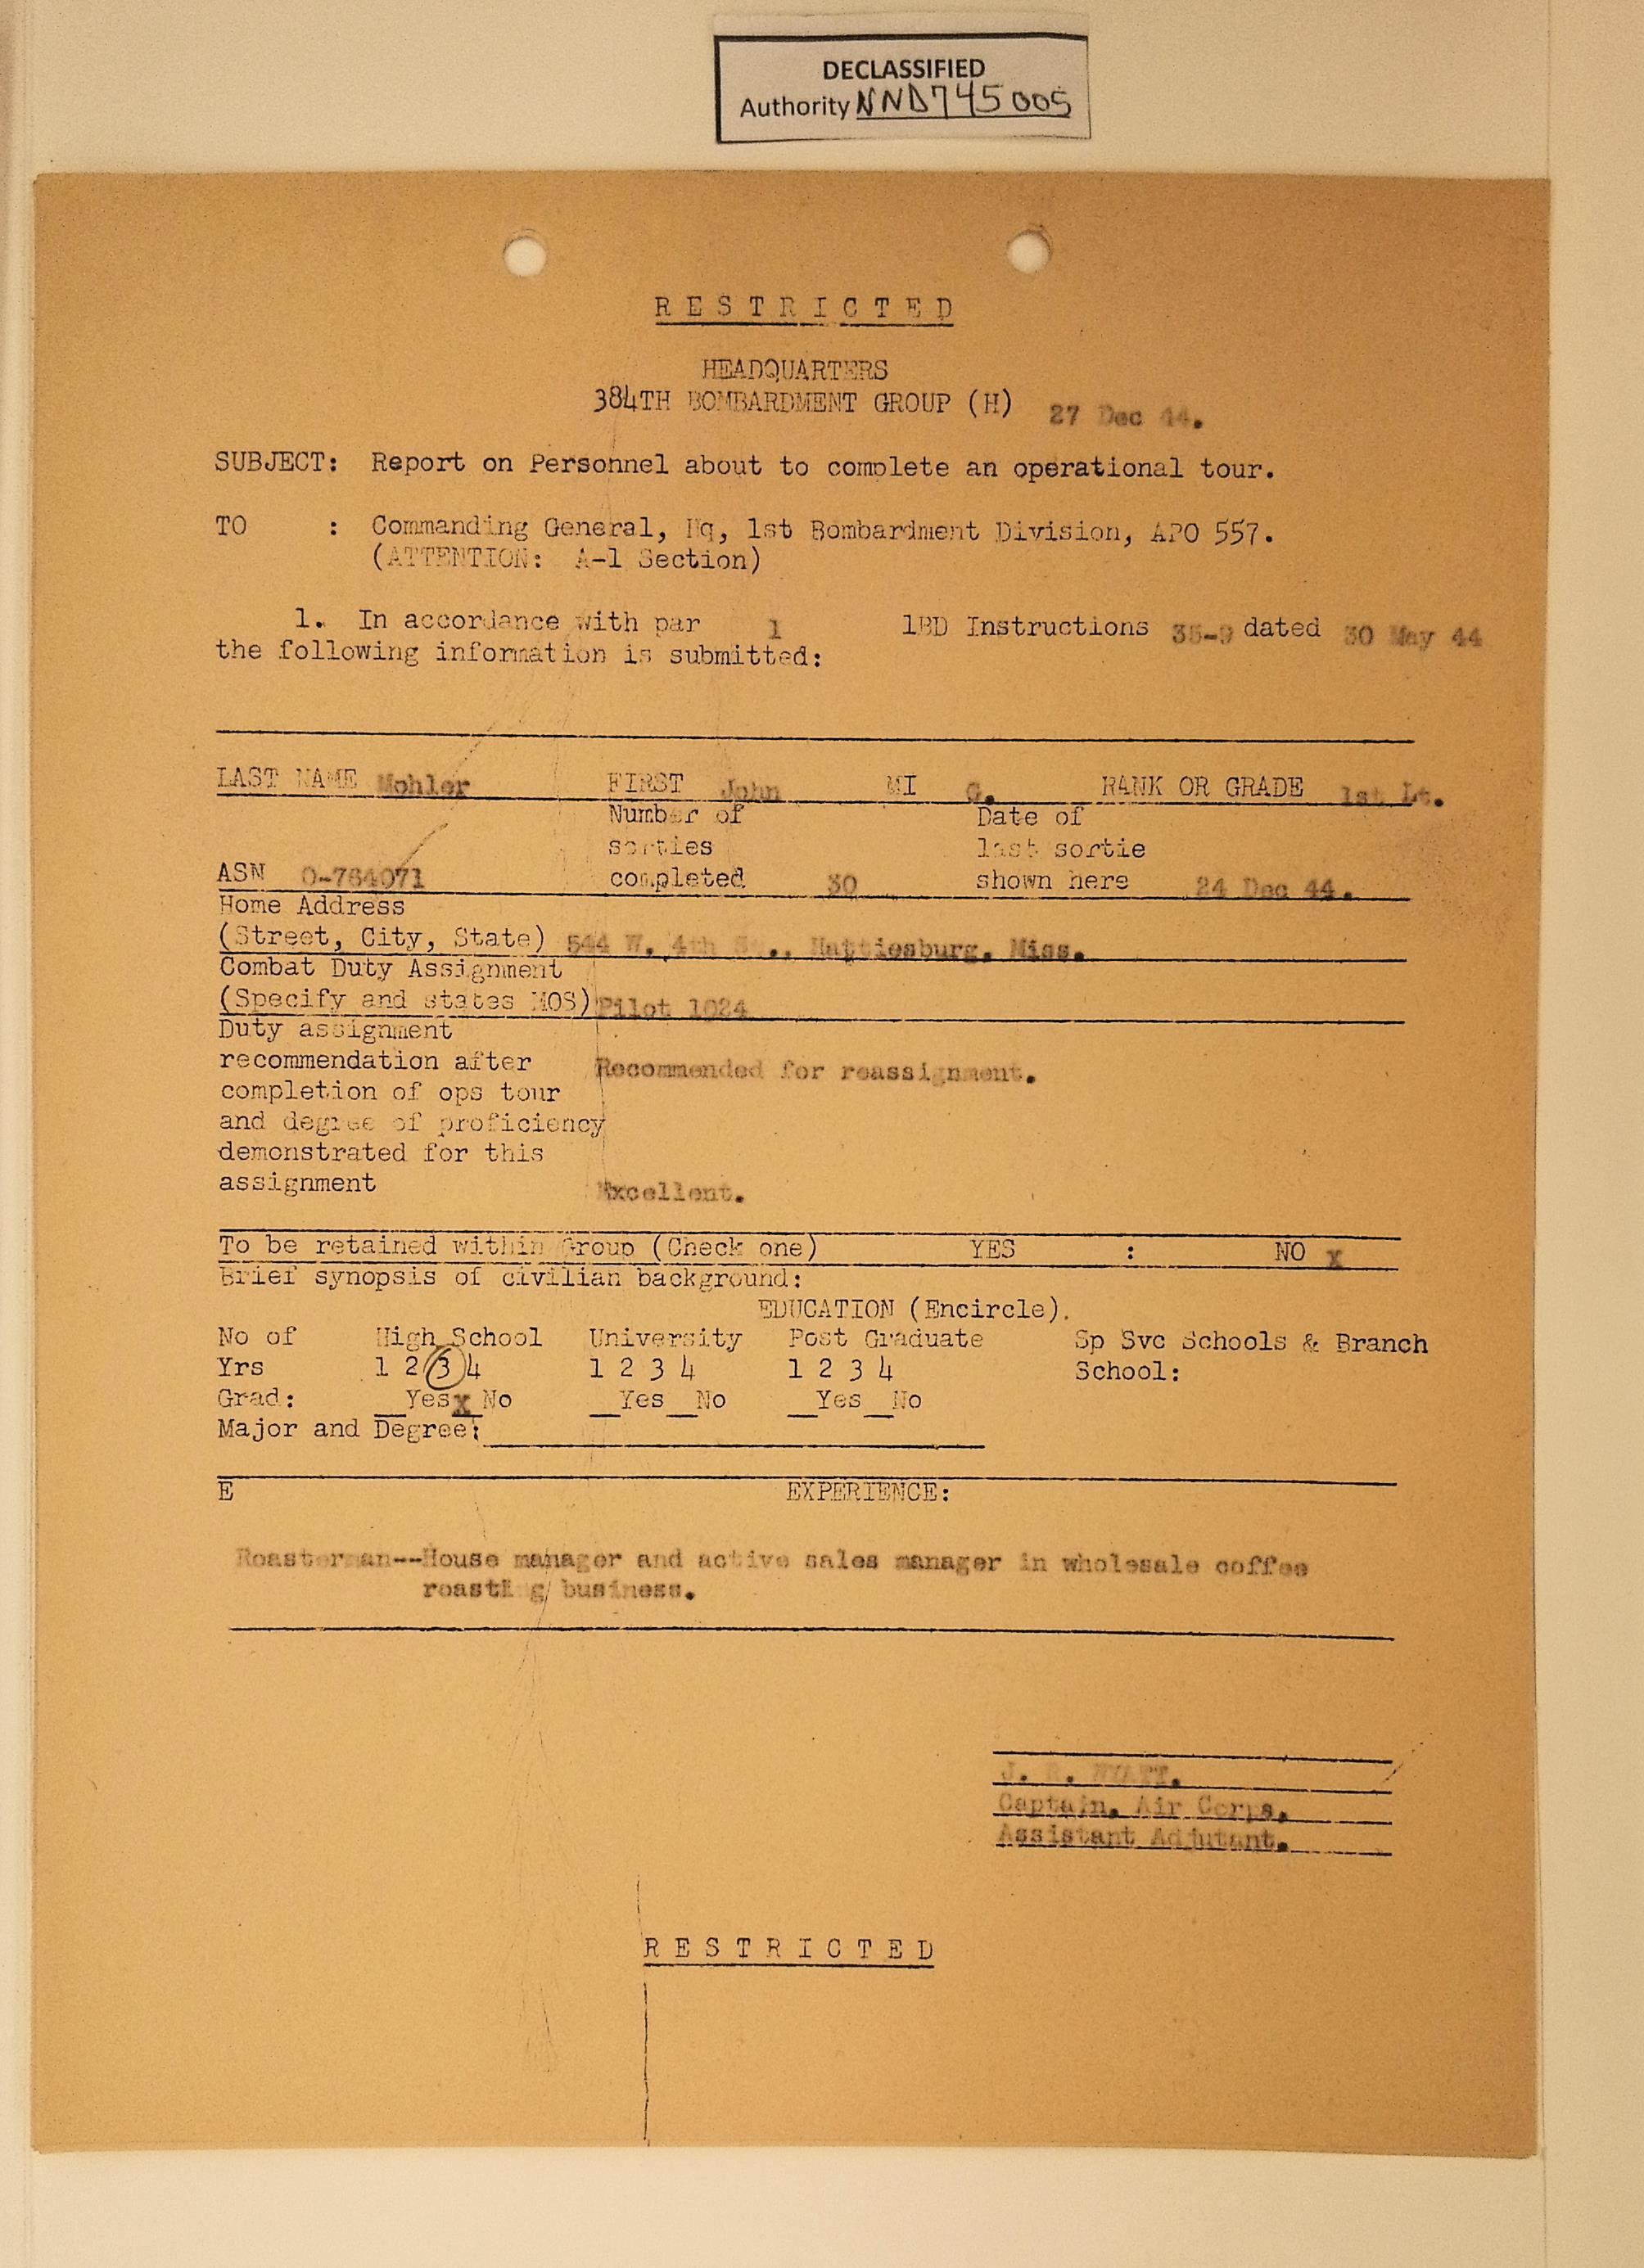 DECLASSIFIED
Authority NND745005
RESTRICTED
HEADQUARTERS
384TH BOMBARDMENT GROUP (H) 27 Dec 44.
SUBJECT: Report on Personnel about to complete an operational tour.
TO : Commanding General, Hq, 1st Bombardment Division, APO 557.
(ATTENTION: A-1 Section)
1. In accordance with par 1 1BD Instructions 35-9 dated 30 May 44
the following information is submitted:
LAST NAME Mohler FIRST John MI G. RANK OR GRADE 1st Lt.
Number of Date of
sorties last sortie
ASN O-764071 completed 30 shown here 24 Dec 44.
Home Address
(Street, City, State) 544 W. 4th St., Hattiesburg, Miss.
Combat Duty Assignment
(Specify and states MOS) Pilot 1024
Duty assignment
recommendation after Recommended for reassignment.
completion of ops tour
and degree of proficiency
demonstrated for this
assignment Excellent.
To be retained within Group (Check one) YES : NO x
Brief synopsis of civilian background:
EDUCATION (Encircle).
No of High School University Post Graduate Sp Svc Schools & Branch
Yrs 1 2 3 4 1 2 3 4 1 2 3 4 School:
Grad: __Yes x No __Yes __No __Yes __No
Major and Degree:
E EXPERIENCE:
Roasterman--House manager and active sales manager in wholesale coffee
roasting business.
J. WYATT.
Captain, Air Corps,
Assistant Adjutant.
RESTRICTED